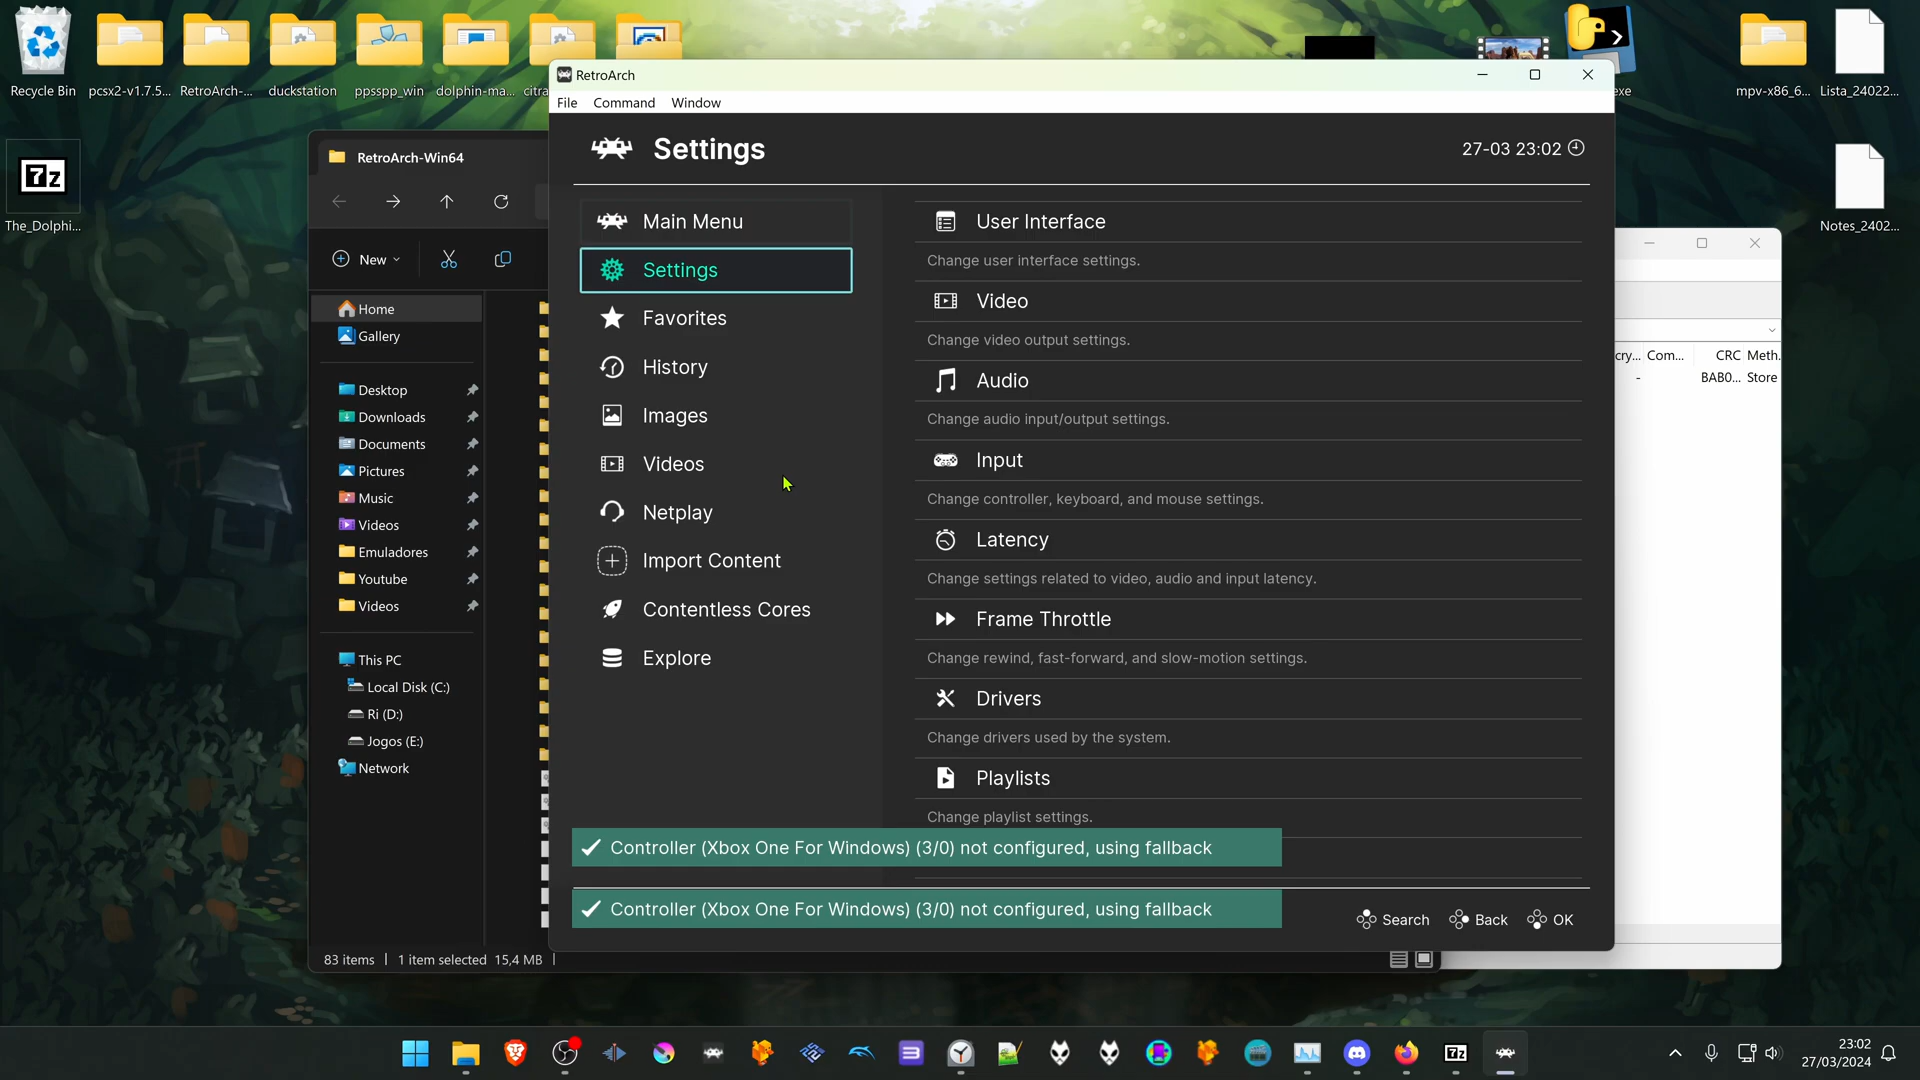 Recycle Bin
pcsx2-v1.7.5...
RetroArch-...
duckstation
ppsspp_win
dolphin-ma...
citra
exe
mpv-x86_6...
Lista_24022...
The_Dolphi...
Notes_2402...
RetroArch-Win64
New
Home
Gallery
Desktop
Downloads
Documents
Pictures
Music
Videos
Emuladores
Youtube
Videos
This PC
Local Disk (C:)
Ri (D:)
Jogos (E:)
Network
83 items
1 item selected 15,4 MB
RetroArch
File Command Window
Settings
27-03 23:02
Main Menu
Settings
Favorites
History
Images
Videos
Netplay
Import Content
Contentless Cores
Explore
User Interface
Change user interface settings.
Video
Change video output settings.
Audio
Change audio input/output settings.
Input
Change controller, keyboard, and mouse settings.
Latency
Change settings related to video, audio and input latency.
Frame Throttle
Change rewind, fast-forward, and slow-motion settings.
Drivers
Change drivers used by the system.
Playlists
Change playlist settings.
Controller (Xbox One For Windows) (3/0) not configured, using fallback
Controller (Xbox One For Windows) (3/0) not configured, using fallback
Search Back OK
cry... Com... CRC Meth.
- BAB0... Store
23:02
27/03/2024